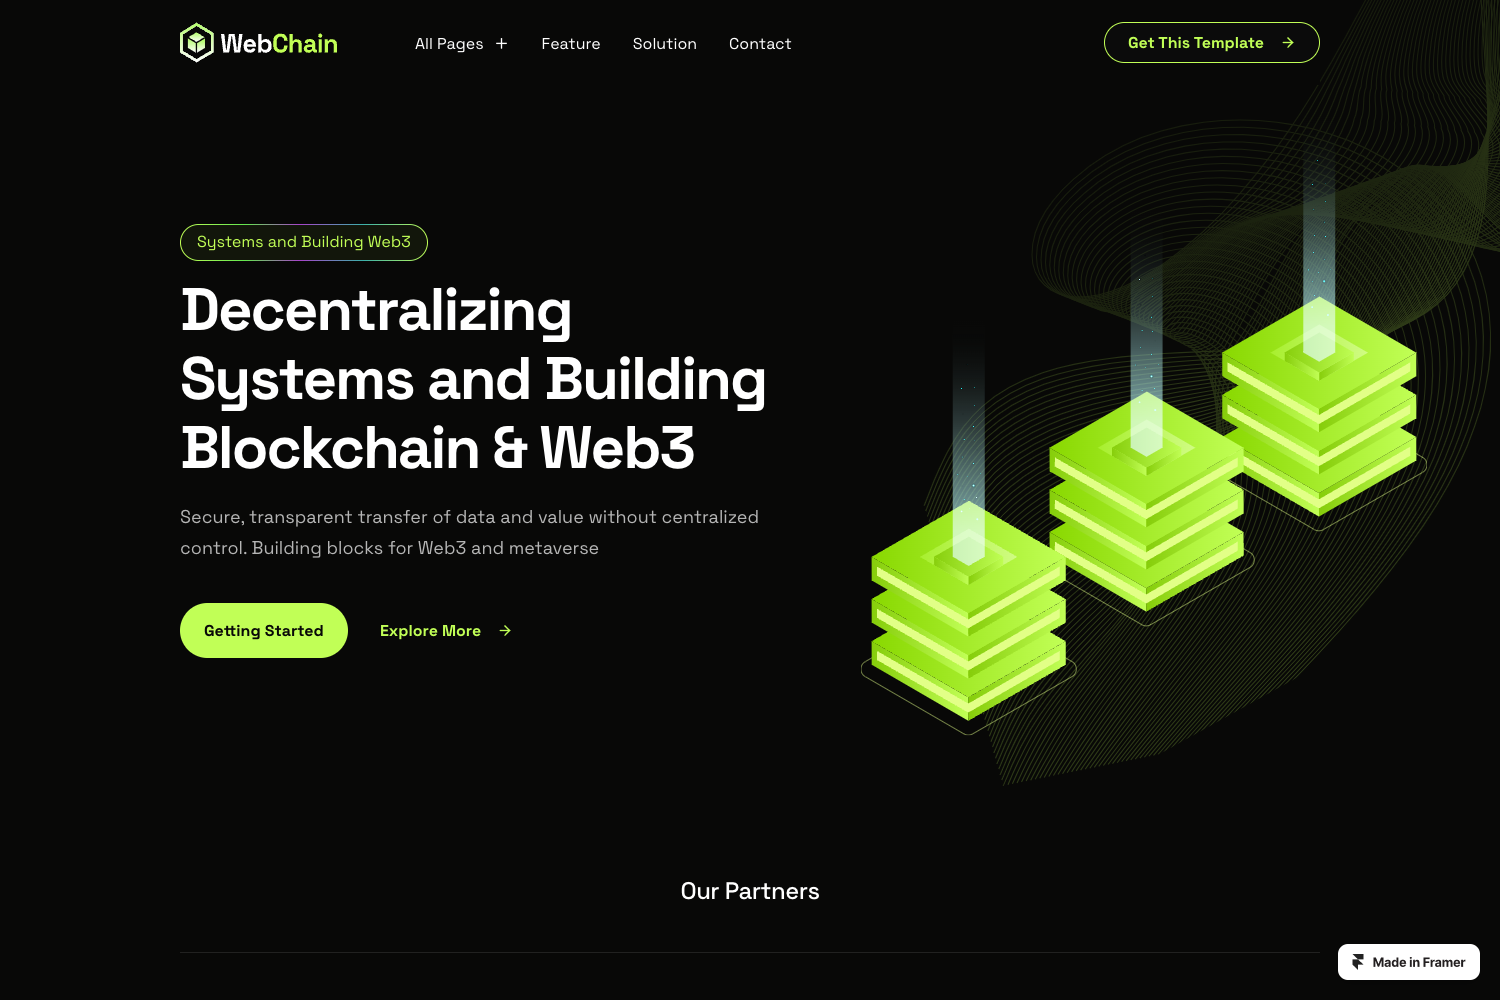 WebChain
All Pages
Feature
Solution
Contact
Get This Template
Systems and Building Web3
Decentralizing
Systems and Building
Blockchain & Web3
Secure, transparent transfer of data and value without centralized
control. Building blocks for Web3 and metaverse
Getting Started
Explore More
Our Partners
Made in Framer